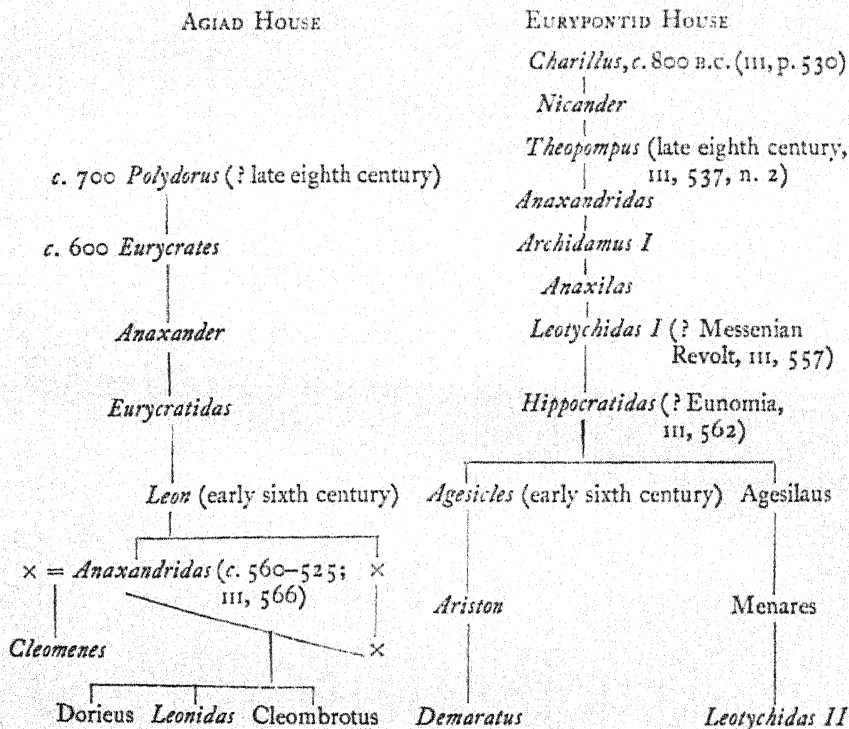 AGIAD HOUSE
c. 700 Polydorus (? late eighth century)
c. 600 Eurycrates
Anaxander
Eurycratidas
Leon (early sixth century)
× = Anaxandridas (c. 560–525; ×
III, 566)
Cleomenes ×
Dorieus Leonidas Cleombrotus
EURYPONTID HOUSE
Charillus, c. 800 B.C. (III, p. 530)
Nicander
Theopompus (late eighth century,
III, 537, n. 2)
Anaxandridas
Archidamus I
Anaxilas
Leotychidas I (? Messenian
Revolt, III, 557)
Hippocratidas (? Eunomia,
III, 562)
Agesicles (early sixth century) Agesilaus
Ariston Menares
Demaratus Leotychidas II